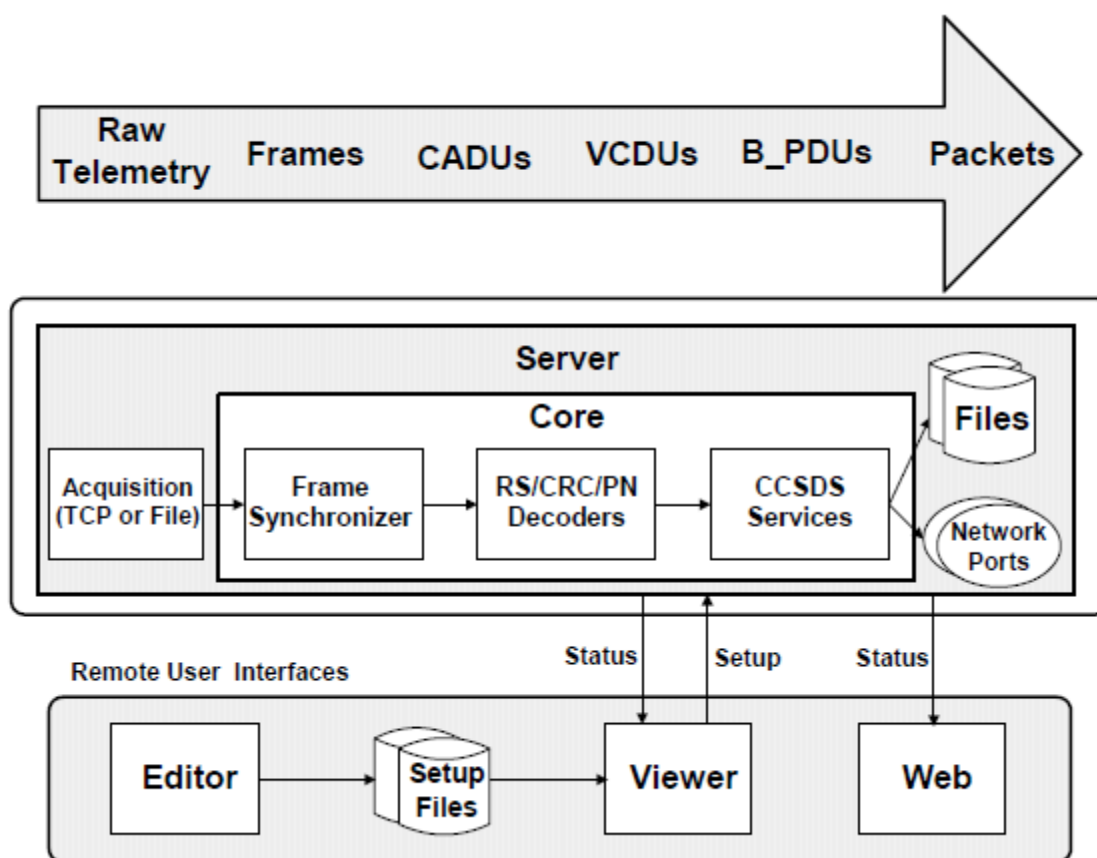 Raw
Telemetry
Frames
CADUs
VCDUs
B_PDUs
Packets
Server
Core
Acquisition
(TCP or File)
Frame
Synchronizer
RS/CRC/PN
Decoders
CCSDS
Services
Files
Network
Ports
Status
Setup
Status
Remote User Interfaces
Editor
Setup
Files
Viewer
Web